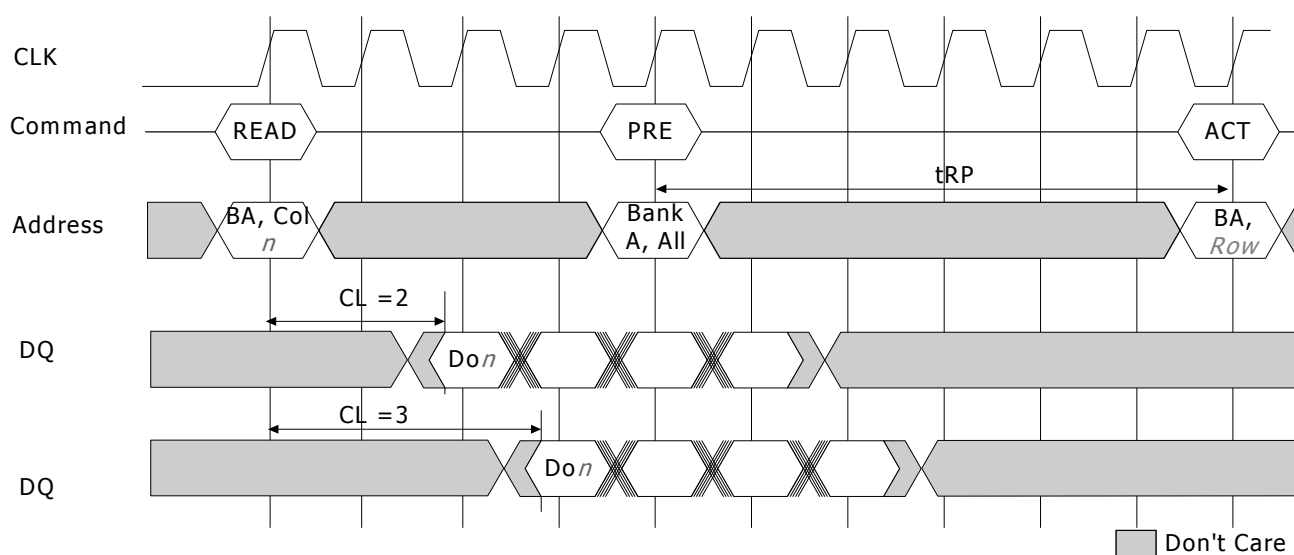 CLK
Command
READ
PRE
ACT
tRP
Address
BA, Col
n
Bank
A, All
BA,
Row
CL =2
DQ
Don
CL =3
DQ
Don
Don't Care